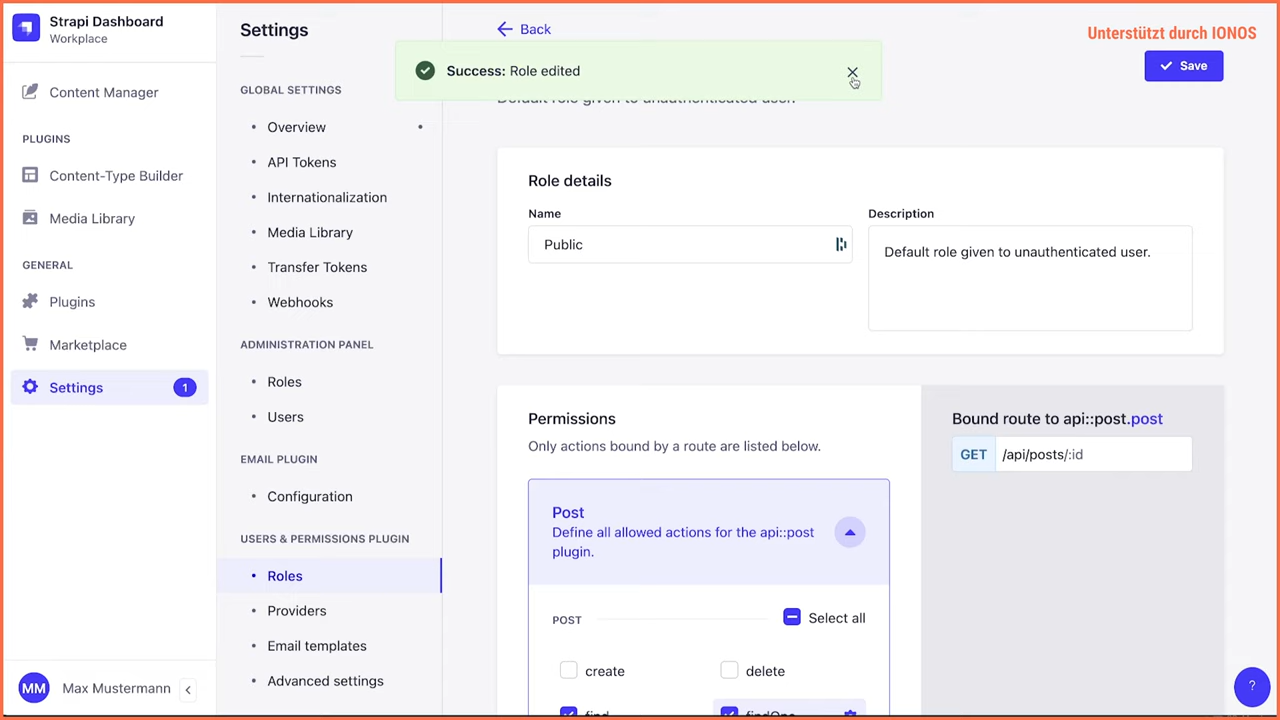 Strapi Dashboard
Workplace
Content Manager
PLUGINS
Content-Type Builder
Media Library
GENERAL
Plugins
Marketplace
Settings
1
MM
Max Mustermann
Settings
GLOBAL SETTINGS
Overview
API Tokens
Internationalization
Media Library
Transfer Tokens
Webhooks
ADMINISTRATION PANEL
Roles
Users
EMAIL PLUGIN
Configuration
USERS & PERMISSIONS PLUGIN
Roles
Providers
Email templates
Advanced settings
Back
Unterstützt durch IONOS
Save
Success: Role edited
Default role given to unauthenticated user.
Role details
Name
Public
Description
Default role given to unauthenticated user.
Permissions
Only actions bound by a route are listed below.
Post
Define all allowed actions for the api::post
plugin.
POST
Select all
create
delete
find
findOne
Bound route to api::post.post
GET /api/posts/:id
?